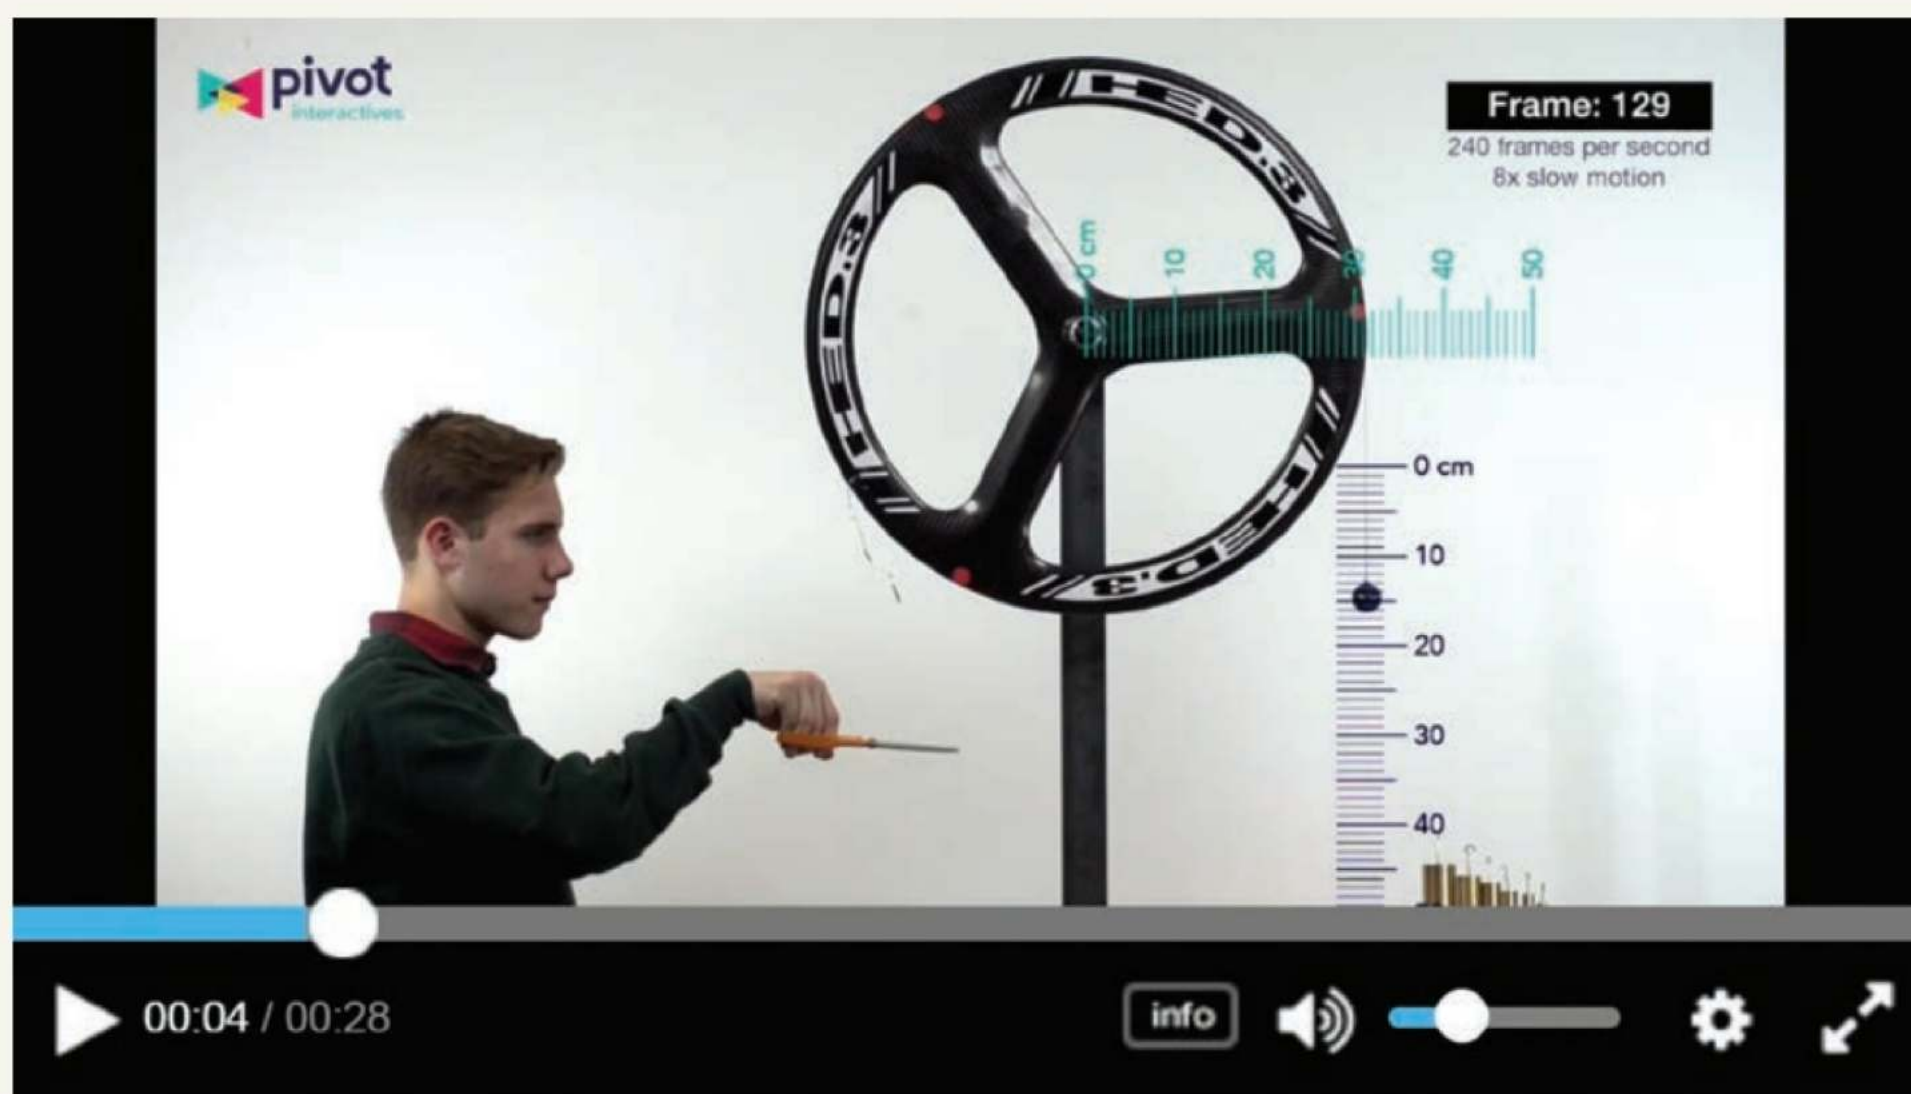 pivot
interactives
Frame: 129
240 frames per second
8x slow motion
HED.3
HED.3
HED.3
0 cm
10
20
30
40
50
0 cm
10
20
30
40
00:04 / 00:28
info